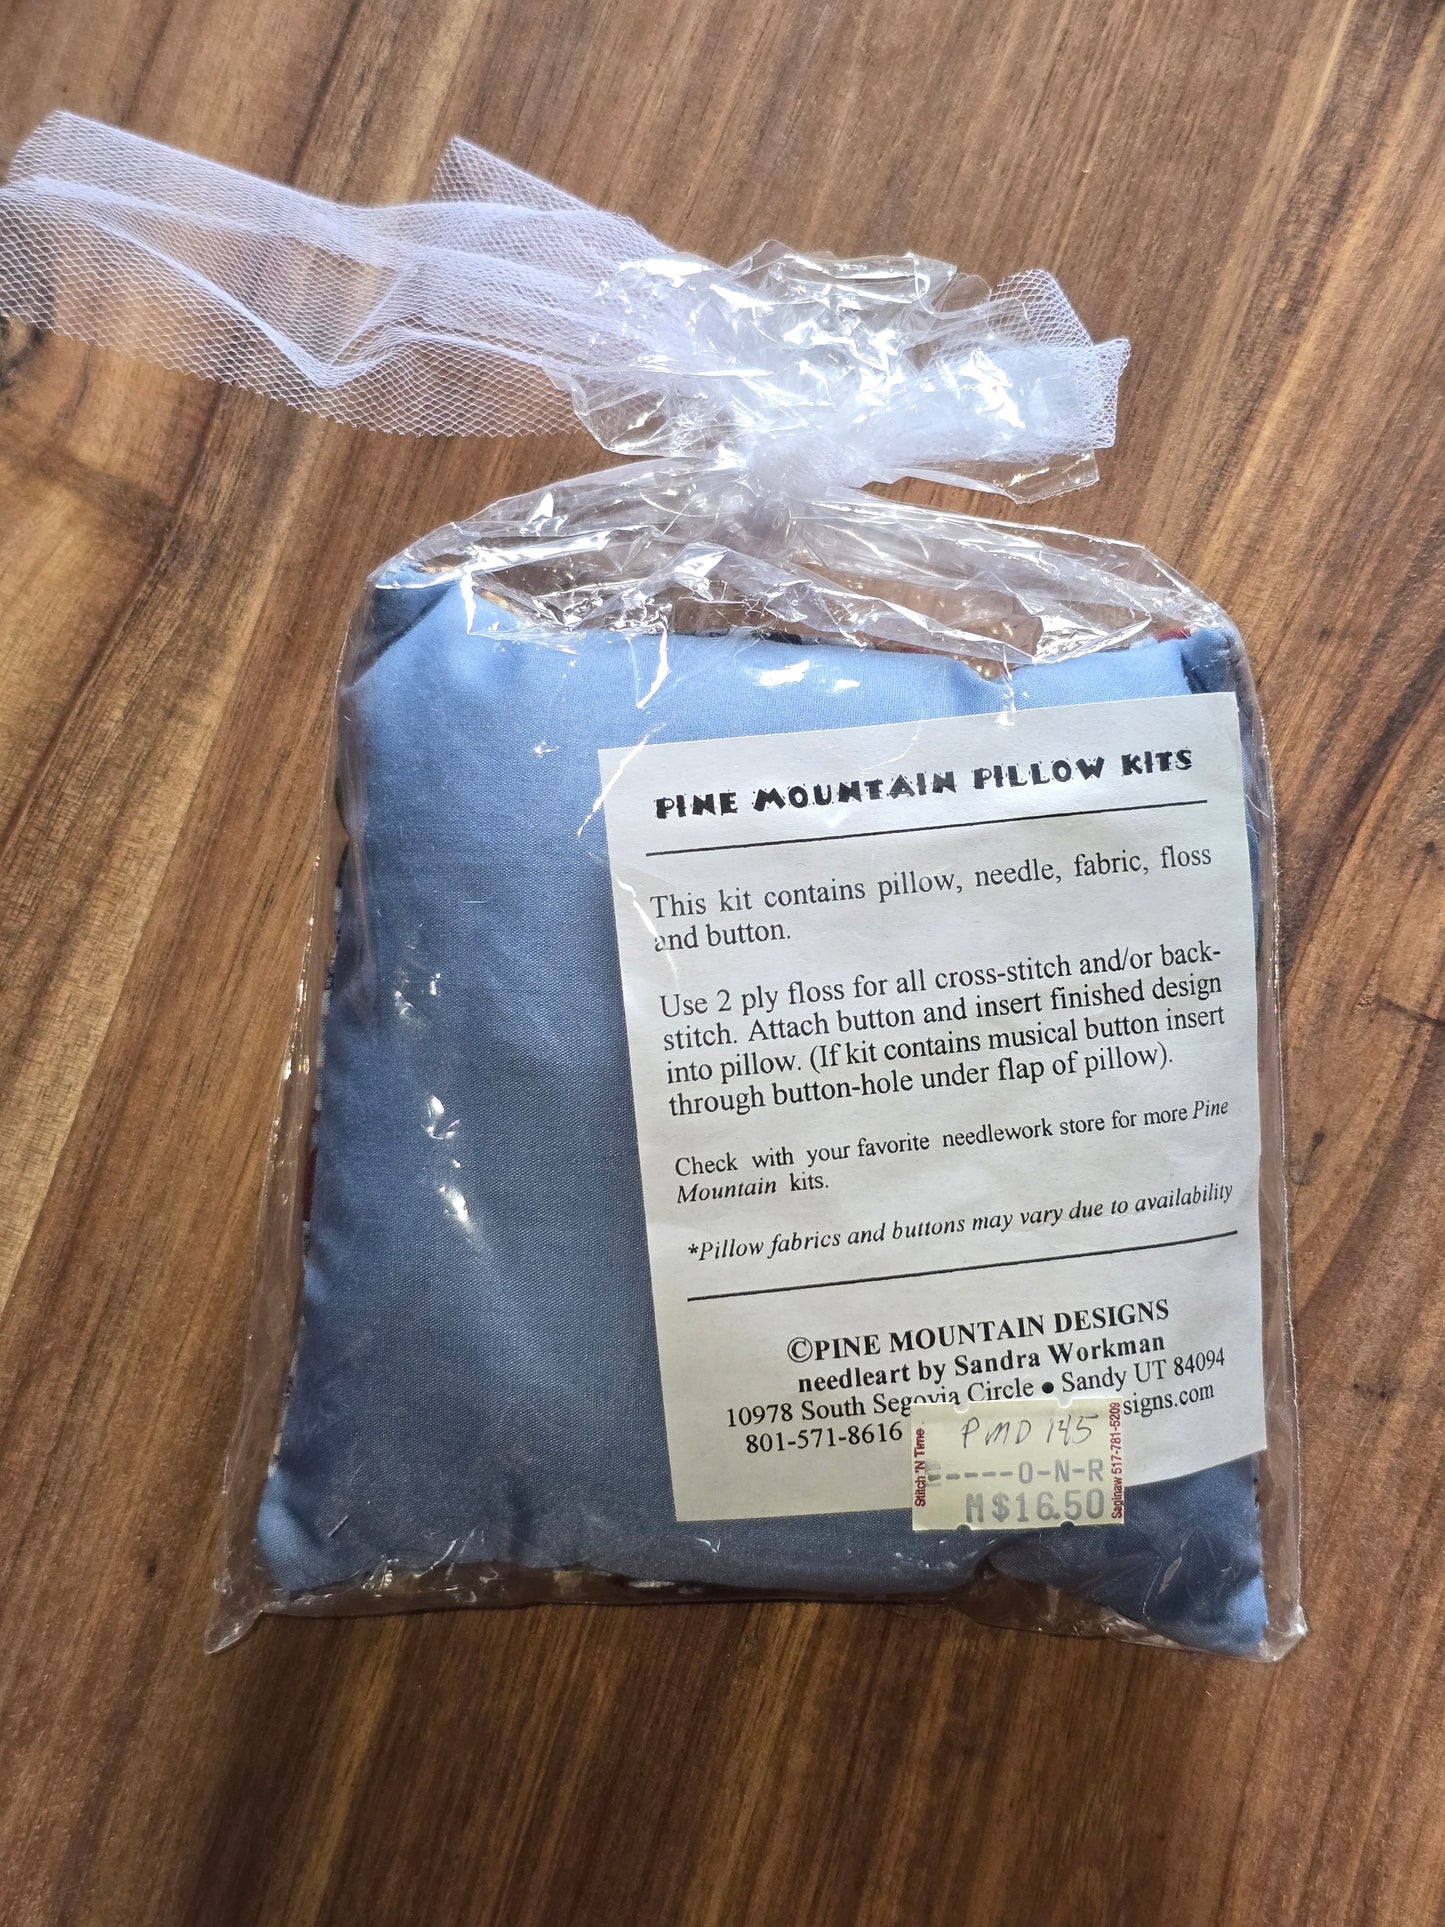 PINE MOUNTAIN PILLOW KITS
This kit contains pillow, needle, fabric, floss
and button.
Use 2 ply floss for all cross-stitch and/or back-
stitch. Attach button and insert finished design
into pillow. (If kit contains musical button insert
through button-hole under flap of pillow).
Check with your favorite needlework store for more Pine
Mountain kits.
*Pillow fabrics and buttons may vary due to availability
©PINE MOUNTAIN DESIGNS
needleart by Sandra Workman
10978 South Segovia Circle ● Sandy UT 84094
801-571-8616 signs.com
Stitch 'N Time
PMD 145
-----O-N-R
M$16.50
Saginaw 517-781-5209